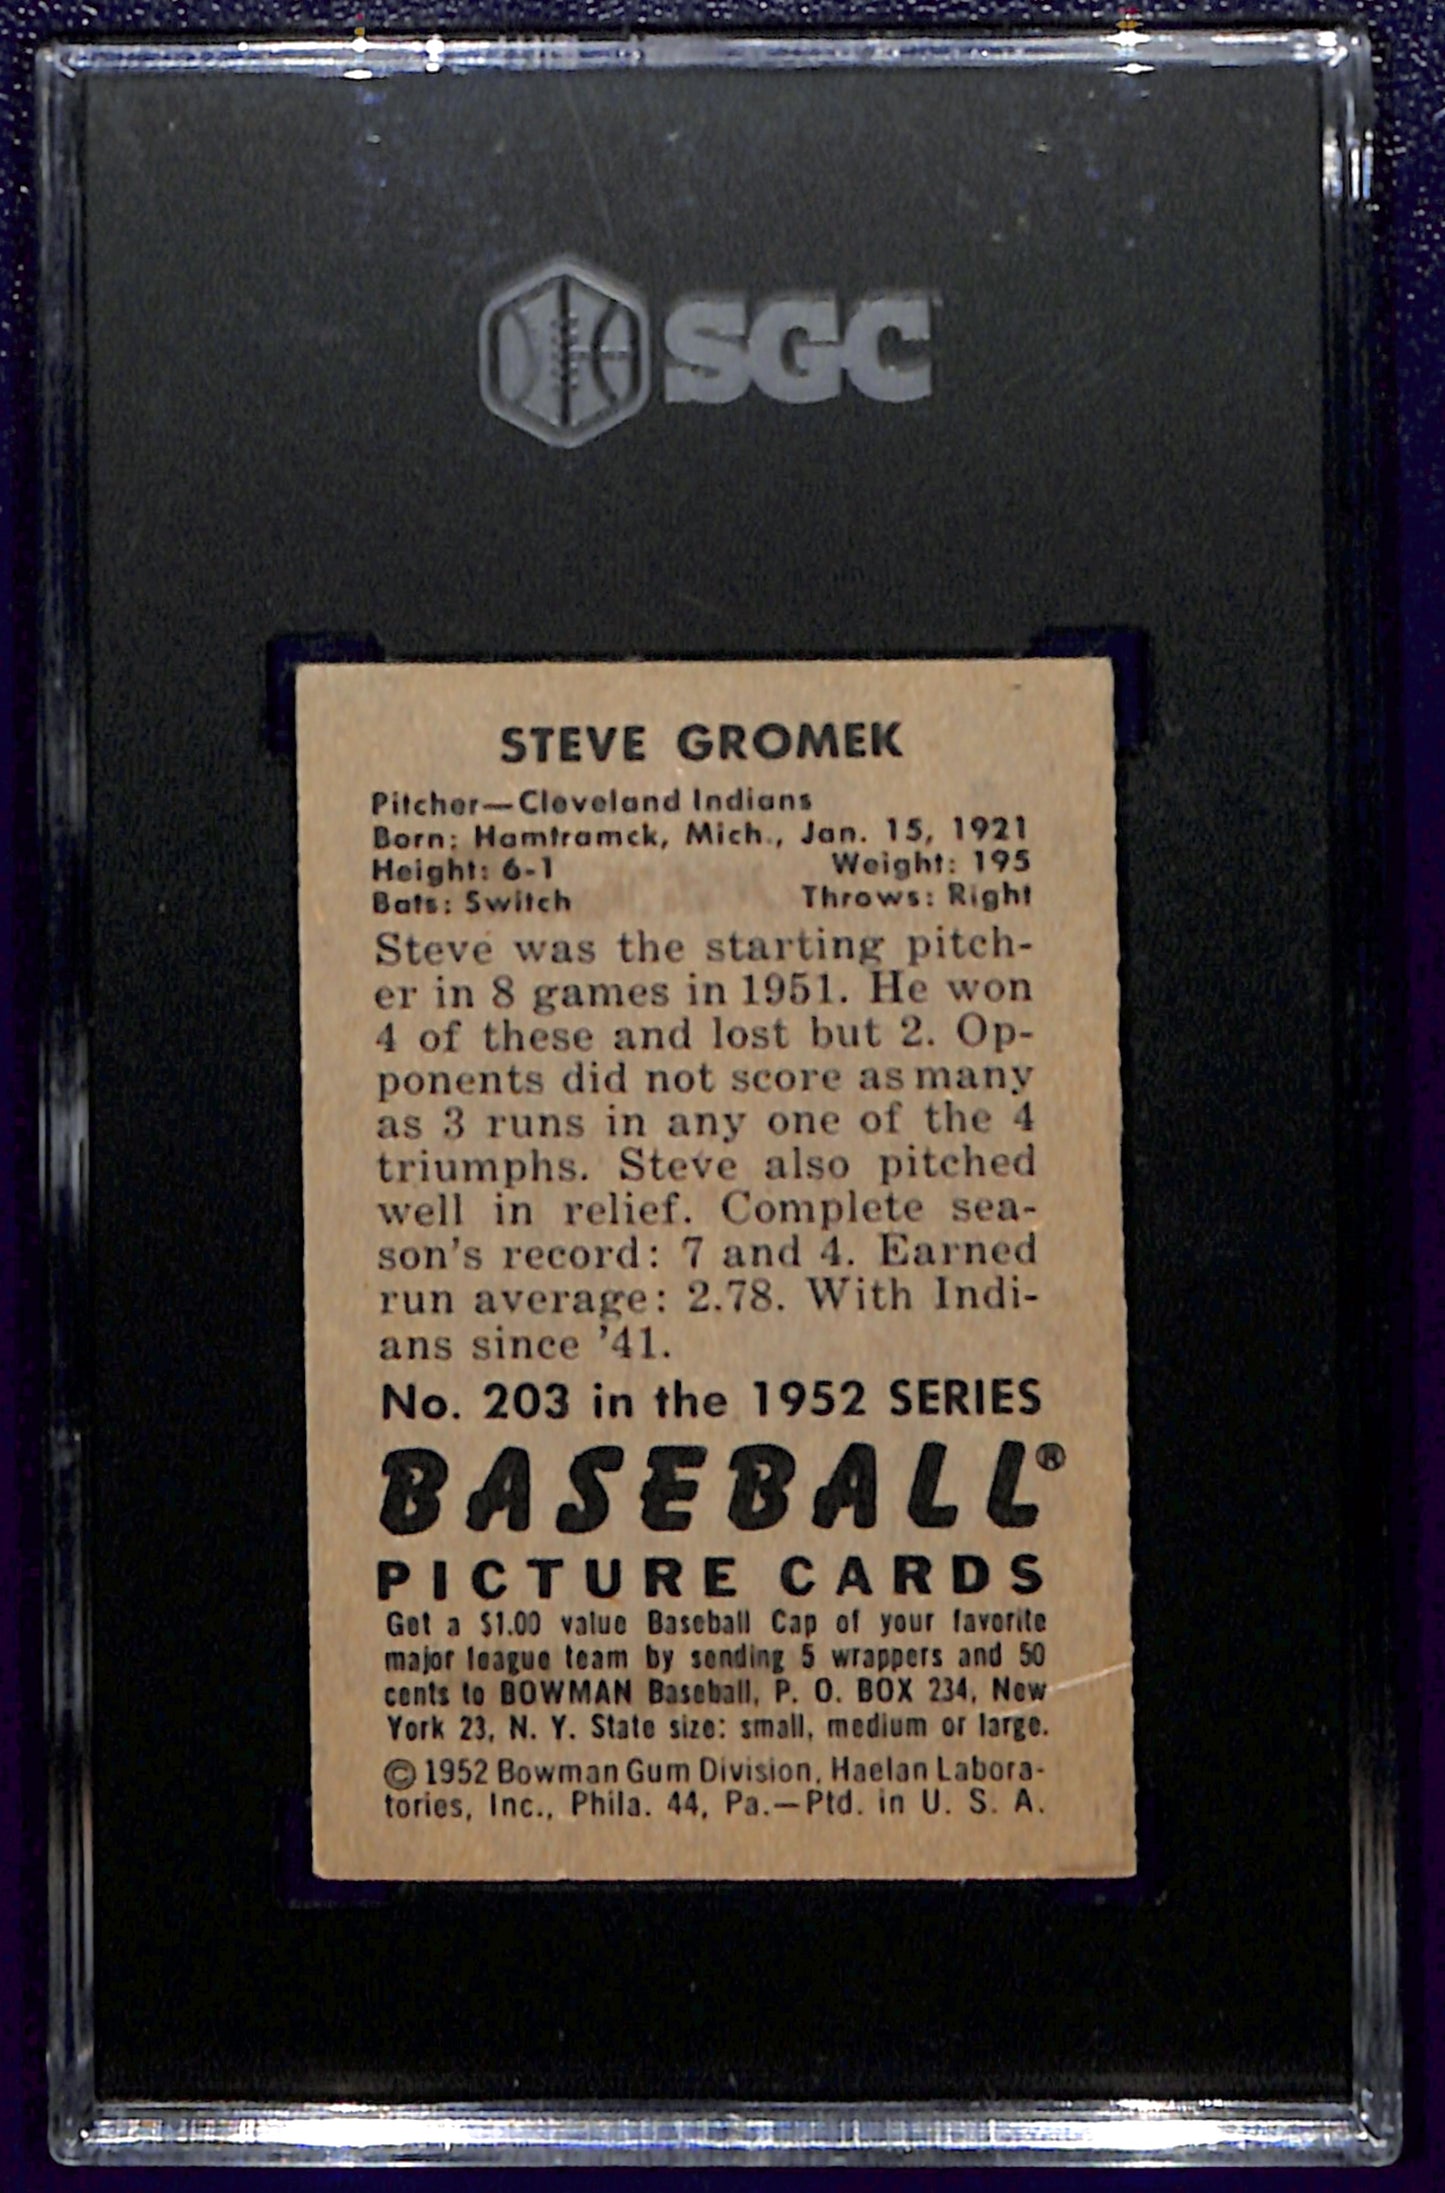 SGC
STEVE GROMEK
Pitcher—Cleveland Indians
Born: Hamtramck, Mich., Jan. 15, 1921
Height: 6-1 Weight: 195
Bats: Switch Throws: Right
Steve was the starting pitch-
er in 8 games in 1951. He won
4 of these and lost but 2. Op-
ponents did not score as many
as 3 runs in any one of the 4
triumphs. Steve also pitched
well in relief. Complete sea-
son's record: 7 and 4. Earned
run average: 2.78. With Indi-
ans since '41.
No. 203 in the 1952 SERIES
BASEBALL®
PICTURE CARDS
Get a $1.00 value Baseball Cap of your favorite
major league team by sending 5 wrappers and 50
cents to BOWMAN Baseball, P. O. BOX 234, New
York 23, N. Y. State size: small, medium or large.
© 1952 Bowman Gum Division, Haelan Labora-
tories, Inc., Phila. 44, Pa.—Ptd. in U. S. A.